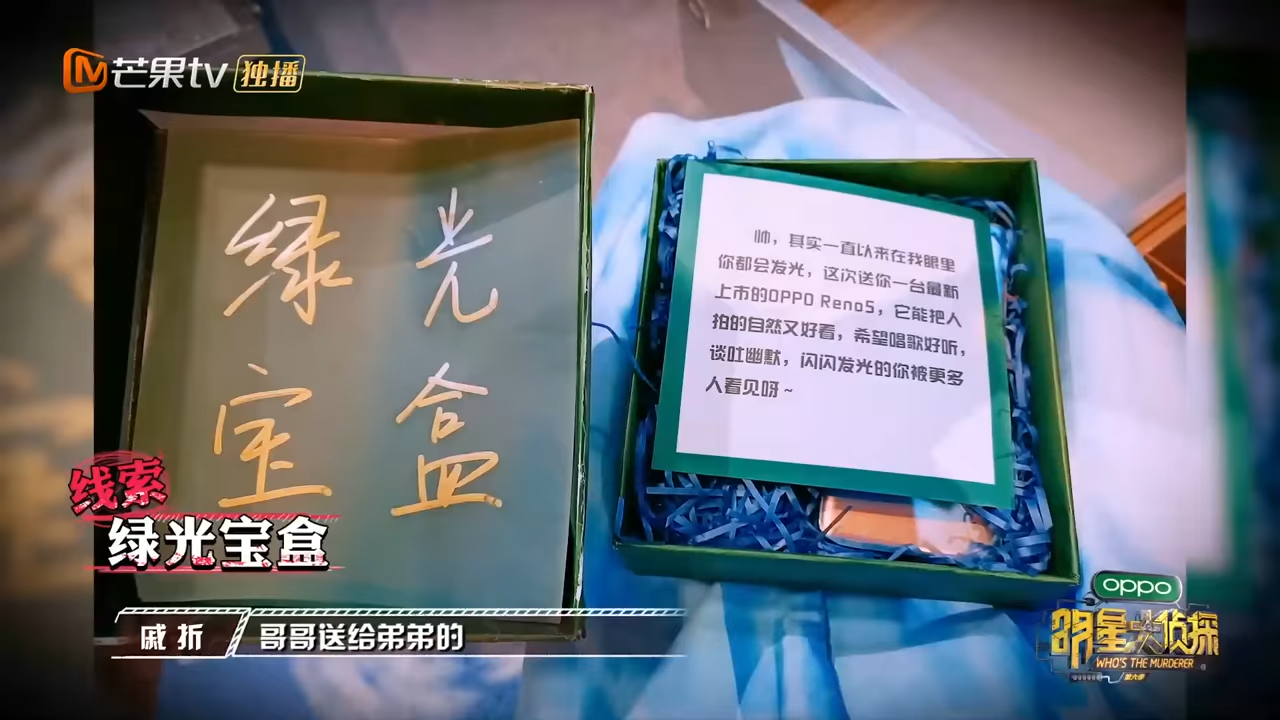 芒果tv 独播
绿光
宝盒
帅，其实一直以来在我眼里
你都会发光，这次送你一台最新
上市的OPPO Reno5，它能把人
拍的自然又好看，希望唱歌好听，
谈吐幽默，闪闪发光的你被更多
人看见呀~
线索
绿光宝盒
戚折 哥哥送给弟弟的
oppo
明星大侦探
WHO'S THE MURDERER
第六季